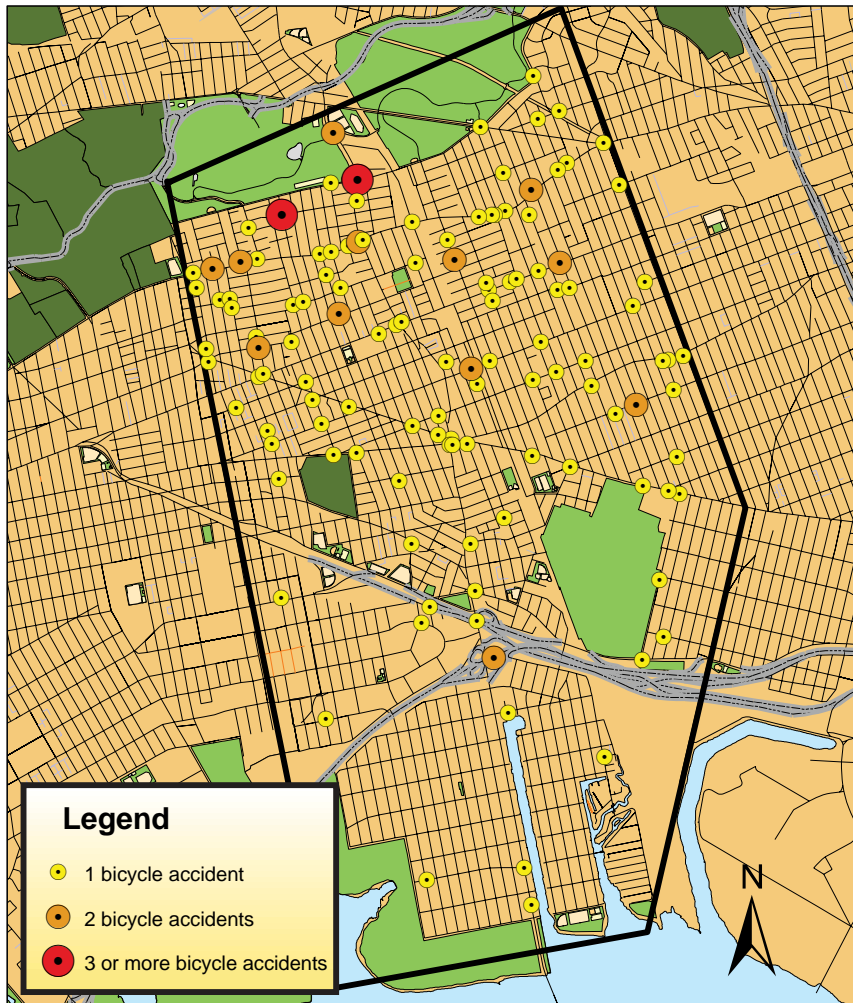 Legend
1 bicycle accident
2 bicycle accidents
3 or more bicycle accidents
N